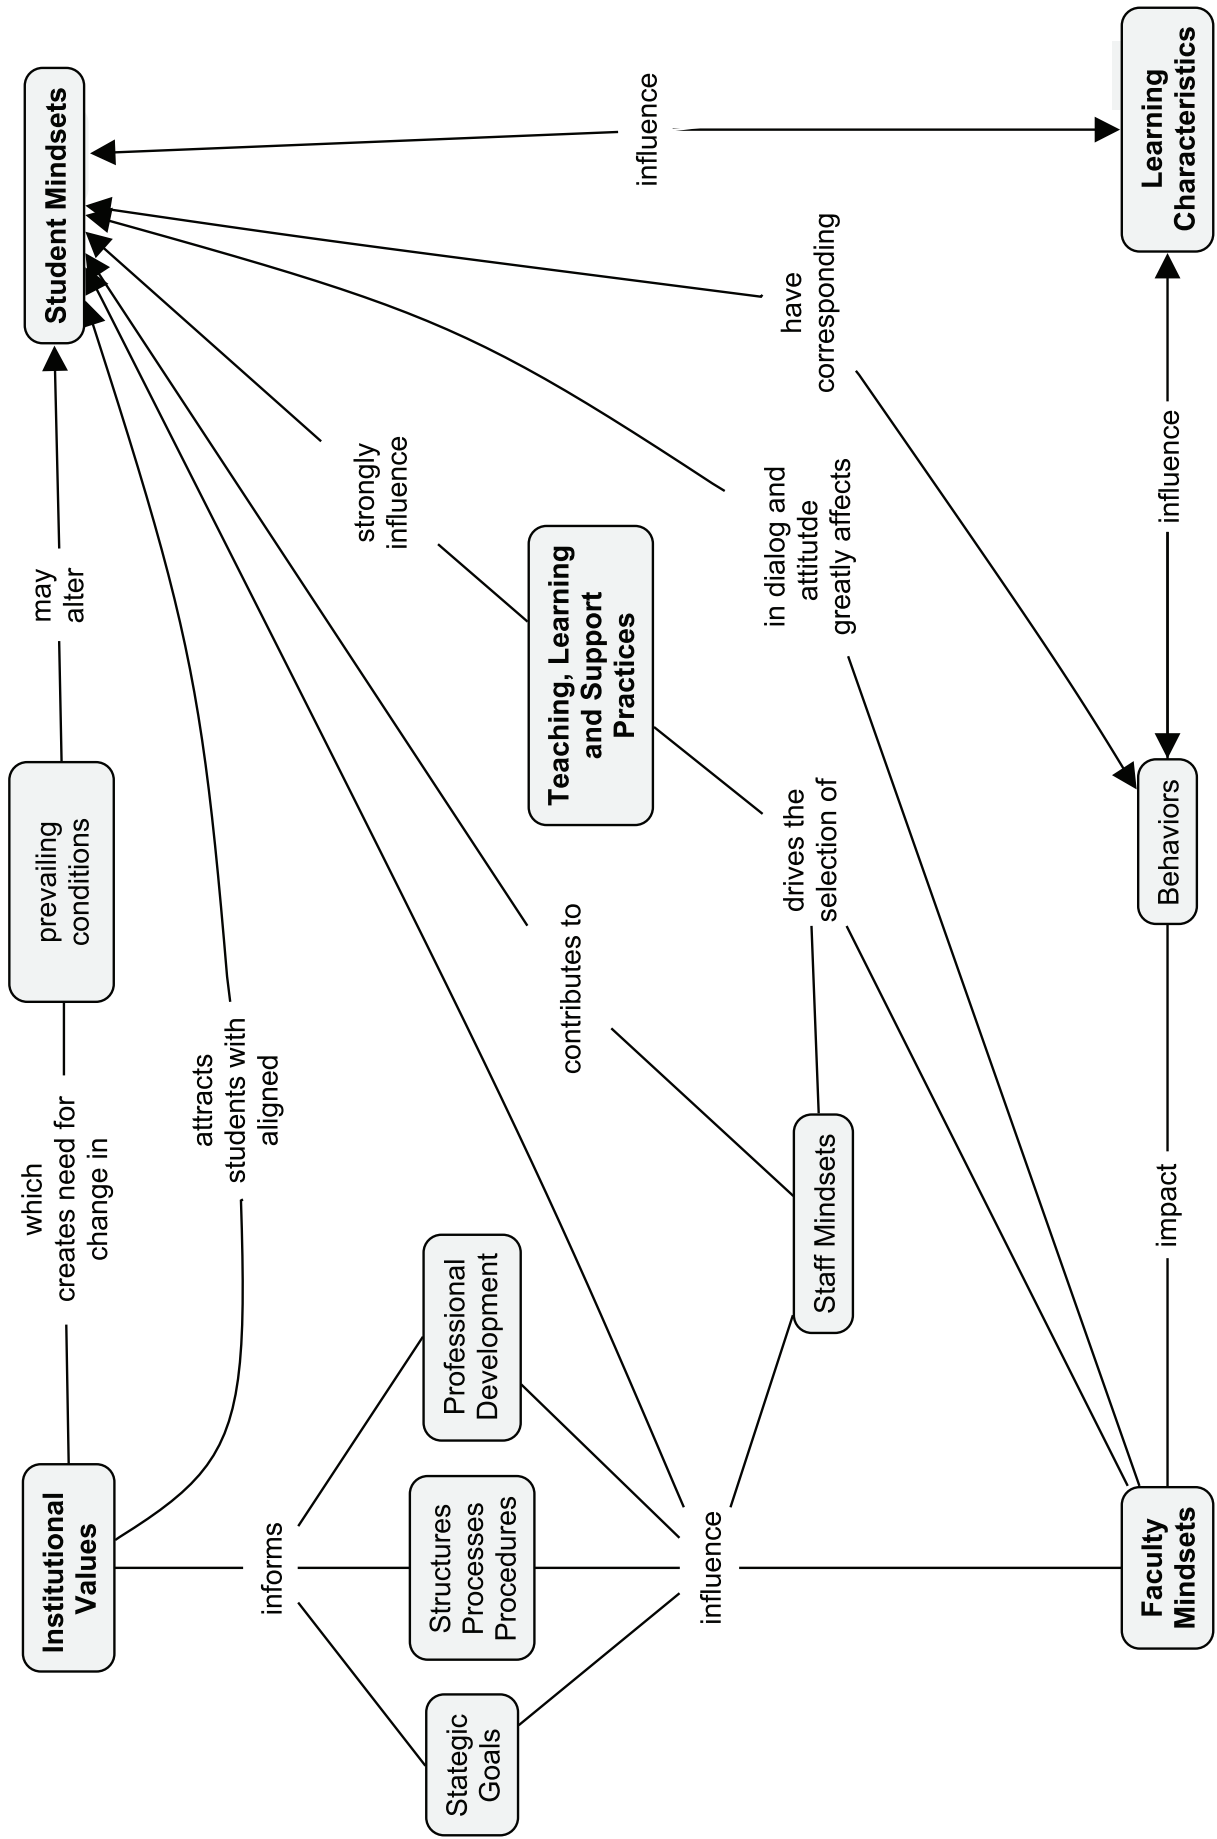 Institutional
Values
which
creates need for
change in
prevailing
conditions
may
alter
Student Mindsets
attracts
students with
aligned
informs
Stategic
Goals
Structures
Processes
Procedures
Professional
Development
strongly
influence
contributes to
Teaching, Learning
and Support
Practices
influence
influence
Staff Mindsets
drives the
selection of
in dialog and
attitutde
greatly affects
have
corresponding
Faculty
Mindsets
impact
Behaviors
influence
Learning
Characteristics